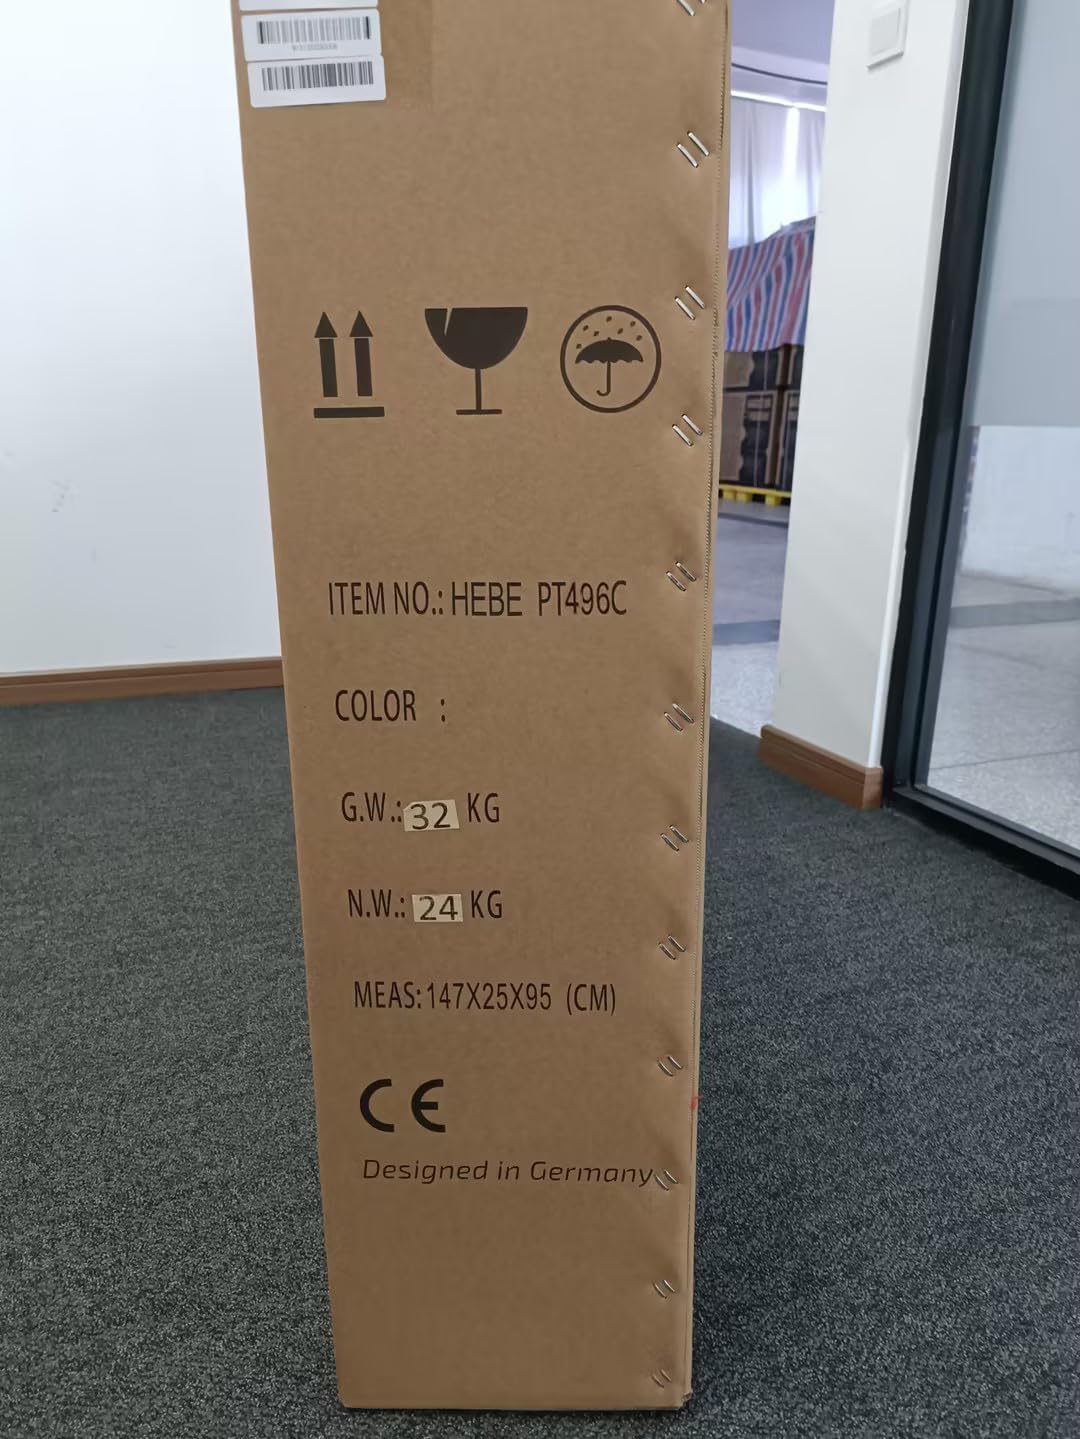 ITEM NO.: HEBE PT496C
COLOR :
G.W.: 32 KG
N.W.: 24 KG
MEAS: 147X25X95 (CM)
CE
Designed in Germany